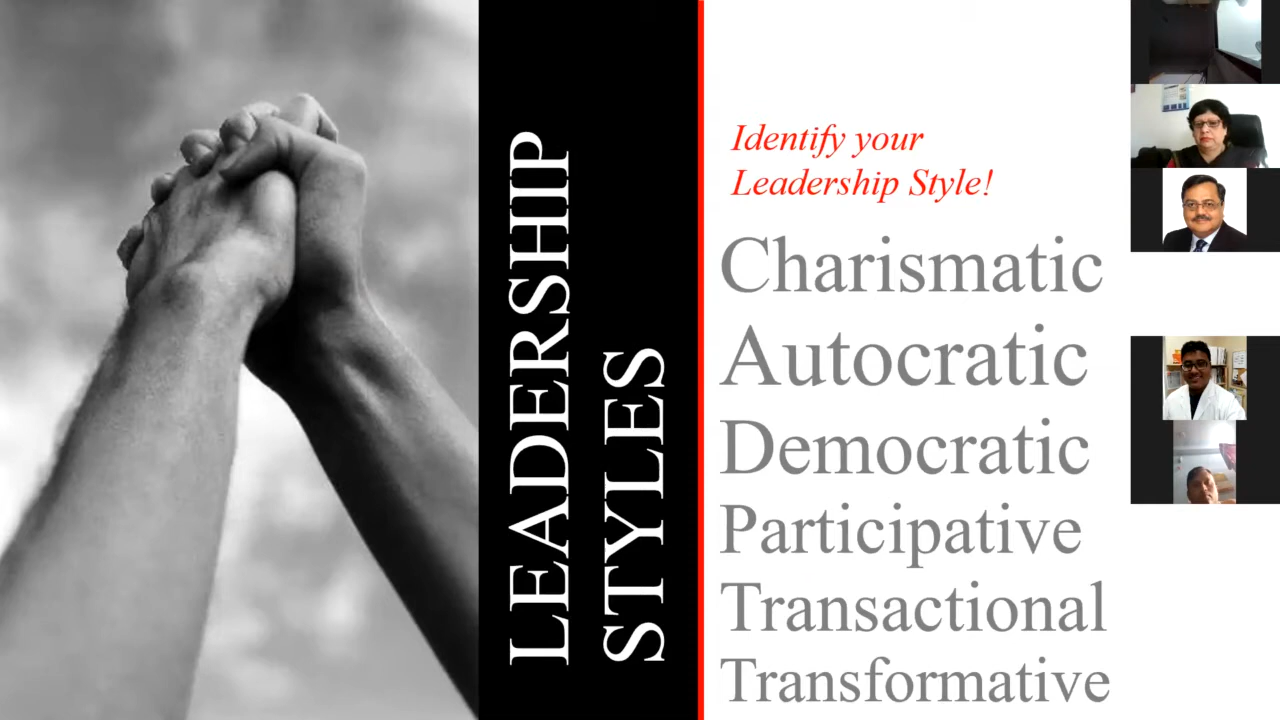 LEADERSHIP
STYLES
Identify your
Leadership Style!
Charismatic
Autocratic
Democratic
Participative
Transactional
Transformative